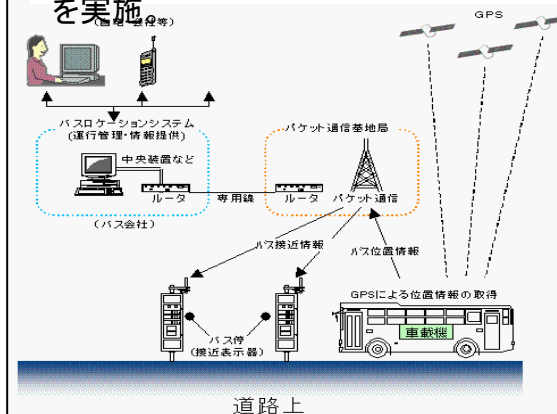 を実施。
(自宅・会社等)
GPS
バスロケーションシステム
(運行管理・情報提供)
パケット通信基地局
中央装置など
ルータ
専用線
ルータ
パケット通信
(バス会社)
バス接近情報
バス位置情報
GPSによる位置情報の取得
車載機
バス停
(接近表示器)
道路上